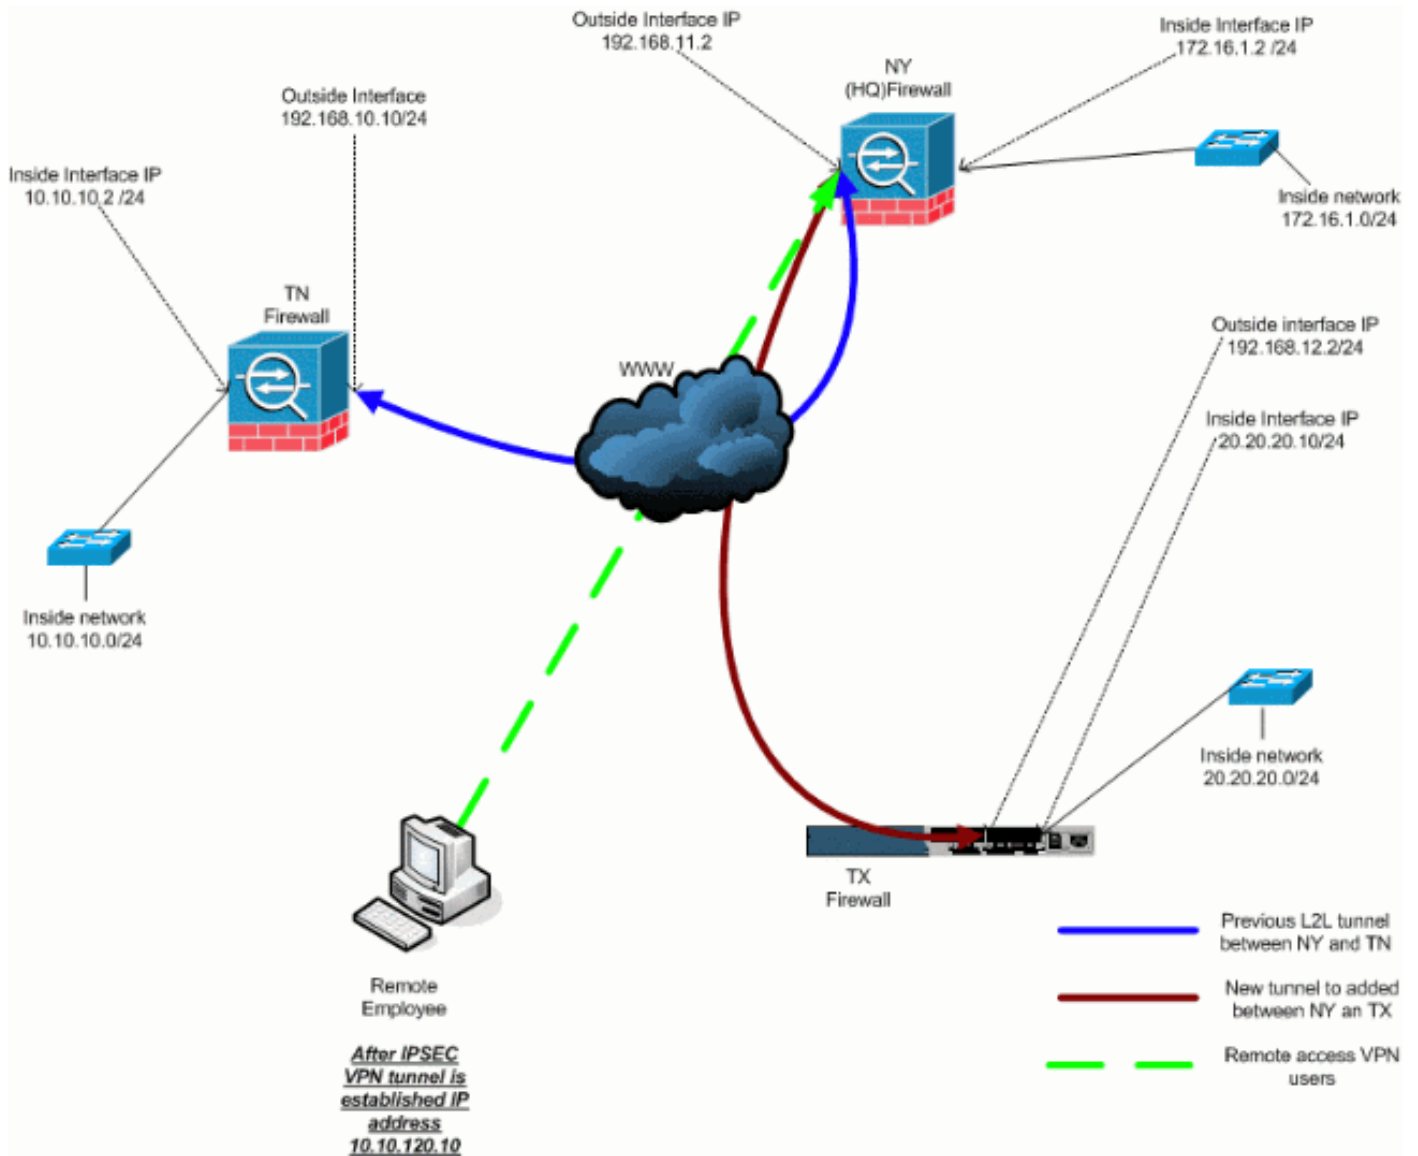 Outside Interface IP
192.168.11.2
Inside Interface IP
172.16.1.2 /24
NY
(HQ)Firewall
Outside Interface
192.168.10.10/24
Inside Interface IP
10.10.10.2 /24
Inside network
172.16.1.0/24
TN
Firewall
WWW
Outside interface IP
192.168.12.2/24
Inside Interface IP
20.20.20.10/24
Inside network
10.10.10.0/24
Inside network
20.20.20.0/24
TX
Firewall
Previous L2L tunnel
between NY and TN
New tunnel to added
between NY an TX
Remote access VPN
users
Remote
Employee
After IPSEC
VPN tunnel is
established IP
address
10.10.120.10